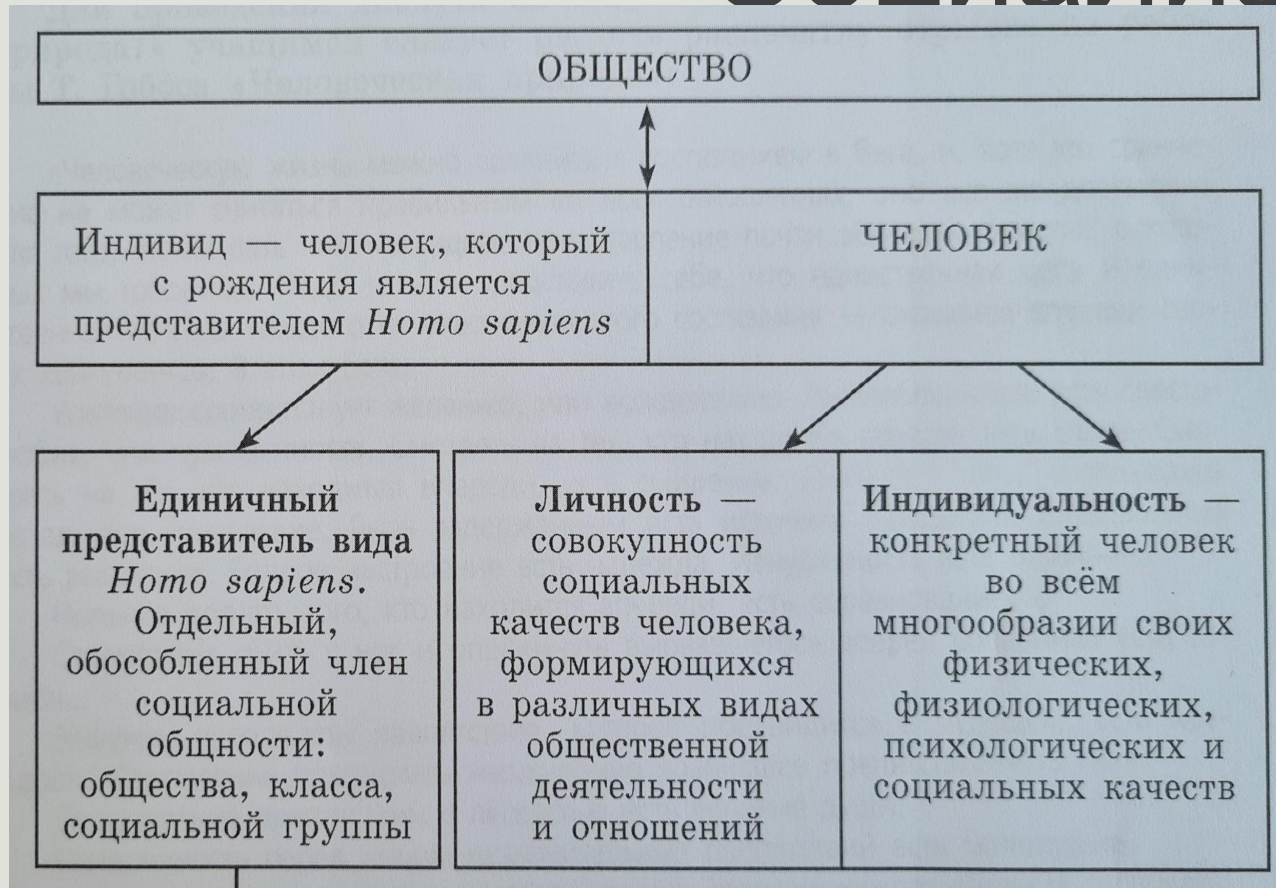 ОБЩЕСТВО
Индивид — человек, который
с рождения является
представителем Homo sapiens
ЧЕЛОВЕК
Единичный
представитель вида
Homo sapiens.
Отдельный,
обособленный член
социальной
общности:
общества, класса,
социальной группы
Личность —
совокупность
социальных
качеств человека,
формирующихся
в различных видах
общественной
деятельности
и отношений
Индивидуальность —
конкретный человек
во всём
многообразии своих
физических,
физиологических,
психологических и
социальных качеств